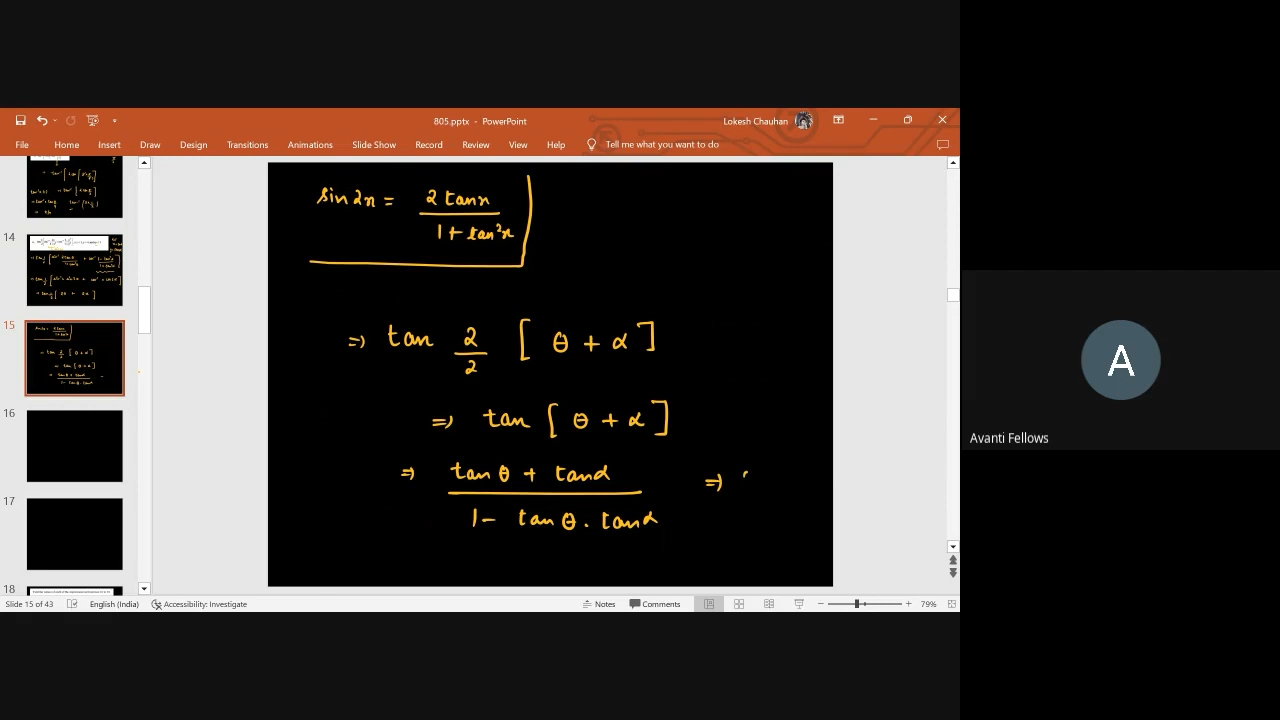 805.pptx - PowerPoint
Lokesh Chauhan
File Home Insert Draw Design Transitions Animations Slide Show Record Review View Help Tell me what you want to do
sin 2x = 2 tanx / 1 + tan²x
⇒ tan 2/2 [ θ + α ]
⇒ tan [ θ + α ]
⇒ tan θ + tan α / 1 - tan θ . tan α ⇒
14
15
16
17
18
Avanti Fellows
A
Slide 15 of 43 English (India) Accessibility: Investigate Notes Comments 79%